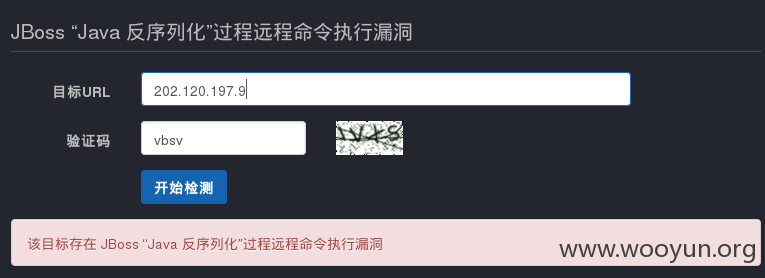 JBoss “Java 反序列化”过程远程命令执行漏洞
目标URL 202.120.197.9
验证码 vbsv
开始检测
该目标存在 JBoss “Java 反序列化”过程远程命令执行漏洞
www.wooyun.org